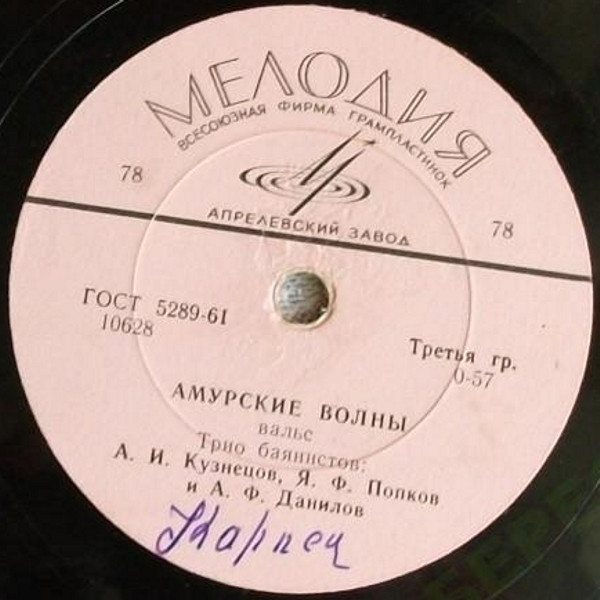 МЕЛОДИЯ
ВСЕСОЮЗНАЯ ФИРМА ГРАМПЛАСТИНОК
78
78
АПРЕЛЕВСКИЙ ЗАВОД
ГОСТ 5289-61
10628
Третья гр.
0-57
АМУРСКИЕ ВОЛНЫ
вальс
Трио баянистов:
А. И. Кузнецов, Я. Ф. Попков
и А. Ф. Данилов
Карпец